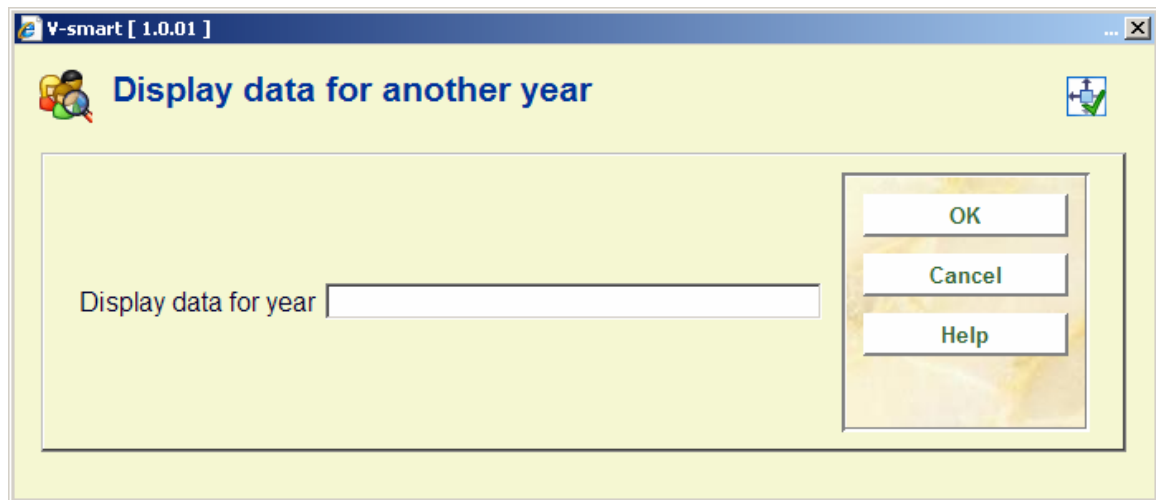 V-smart [ 1.0.01 ]
...
Display data for another year
OK
Cancel
Display data for year
Help